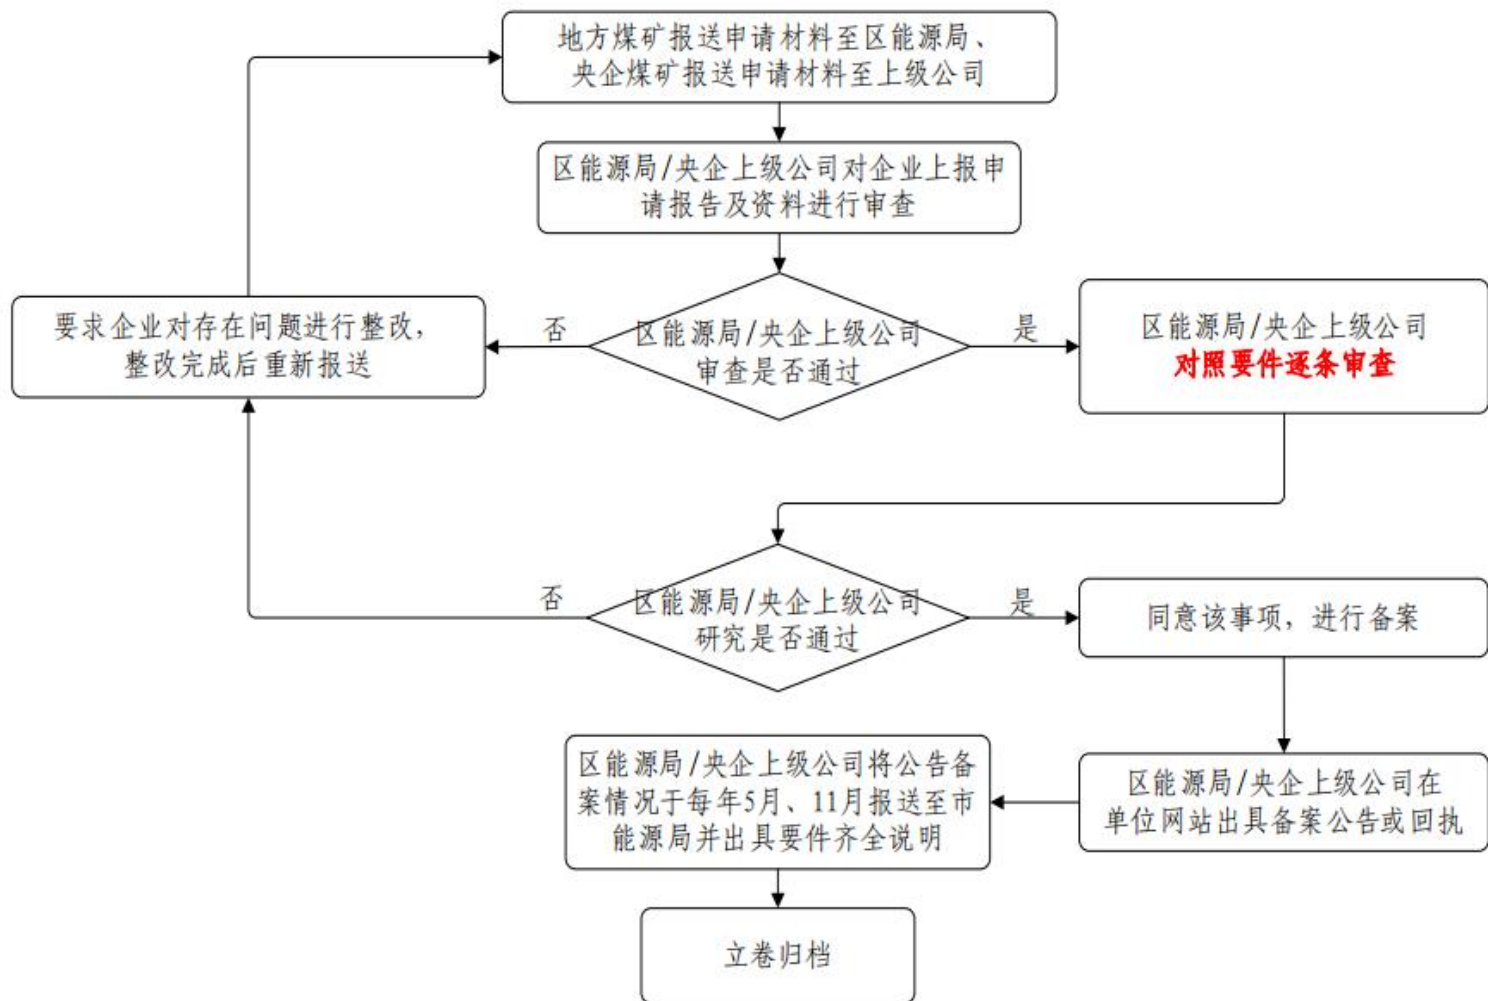 地方煤矿报送申请材料至区能源局、
央企煤矿报送申请材料至上级公司
区能源局/央企上级公司对企业上报申
请报告及资料进行审查
要求企业对存在问题进行整改，
整改完成后重新报送
否
区能源局/央企上级公司
审查是否通过
是
区能源局/央企上级公司
对照要件逐条审查
否
区能源局/央企上级公司
研究是否通过
是
同意该事项，进行备案
区能源局/央企上级公司在
单位网站出具备案公告或回执
区能源局/央企上级公司将公告备
案情况于每年5月、11月报送至市
能源局并出具要件齐全说明
立卷归档